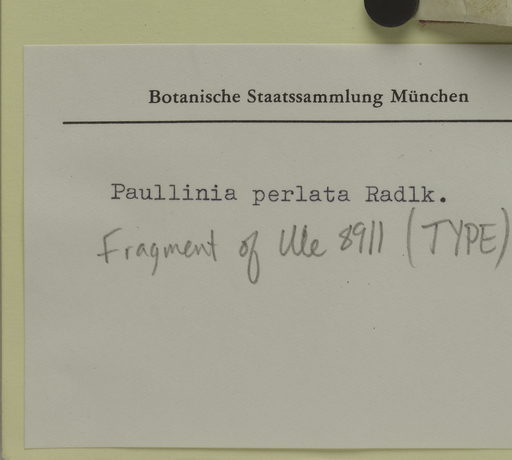 Botanische Staatssammlung München
Paullinia perlata Radlk.
Fragment of Ule 8911 (TYPE)